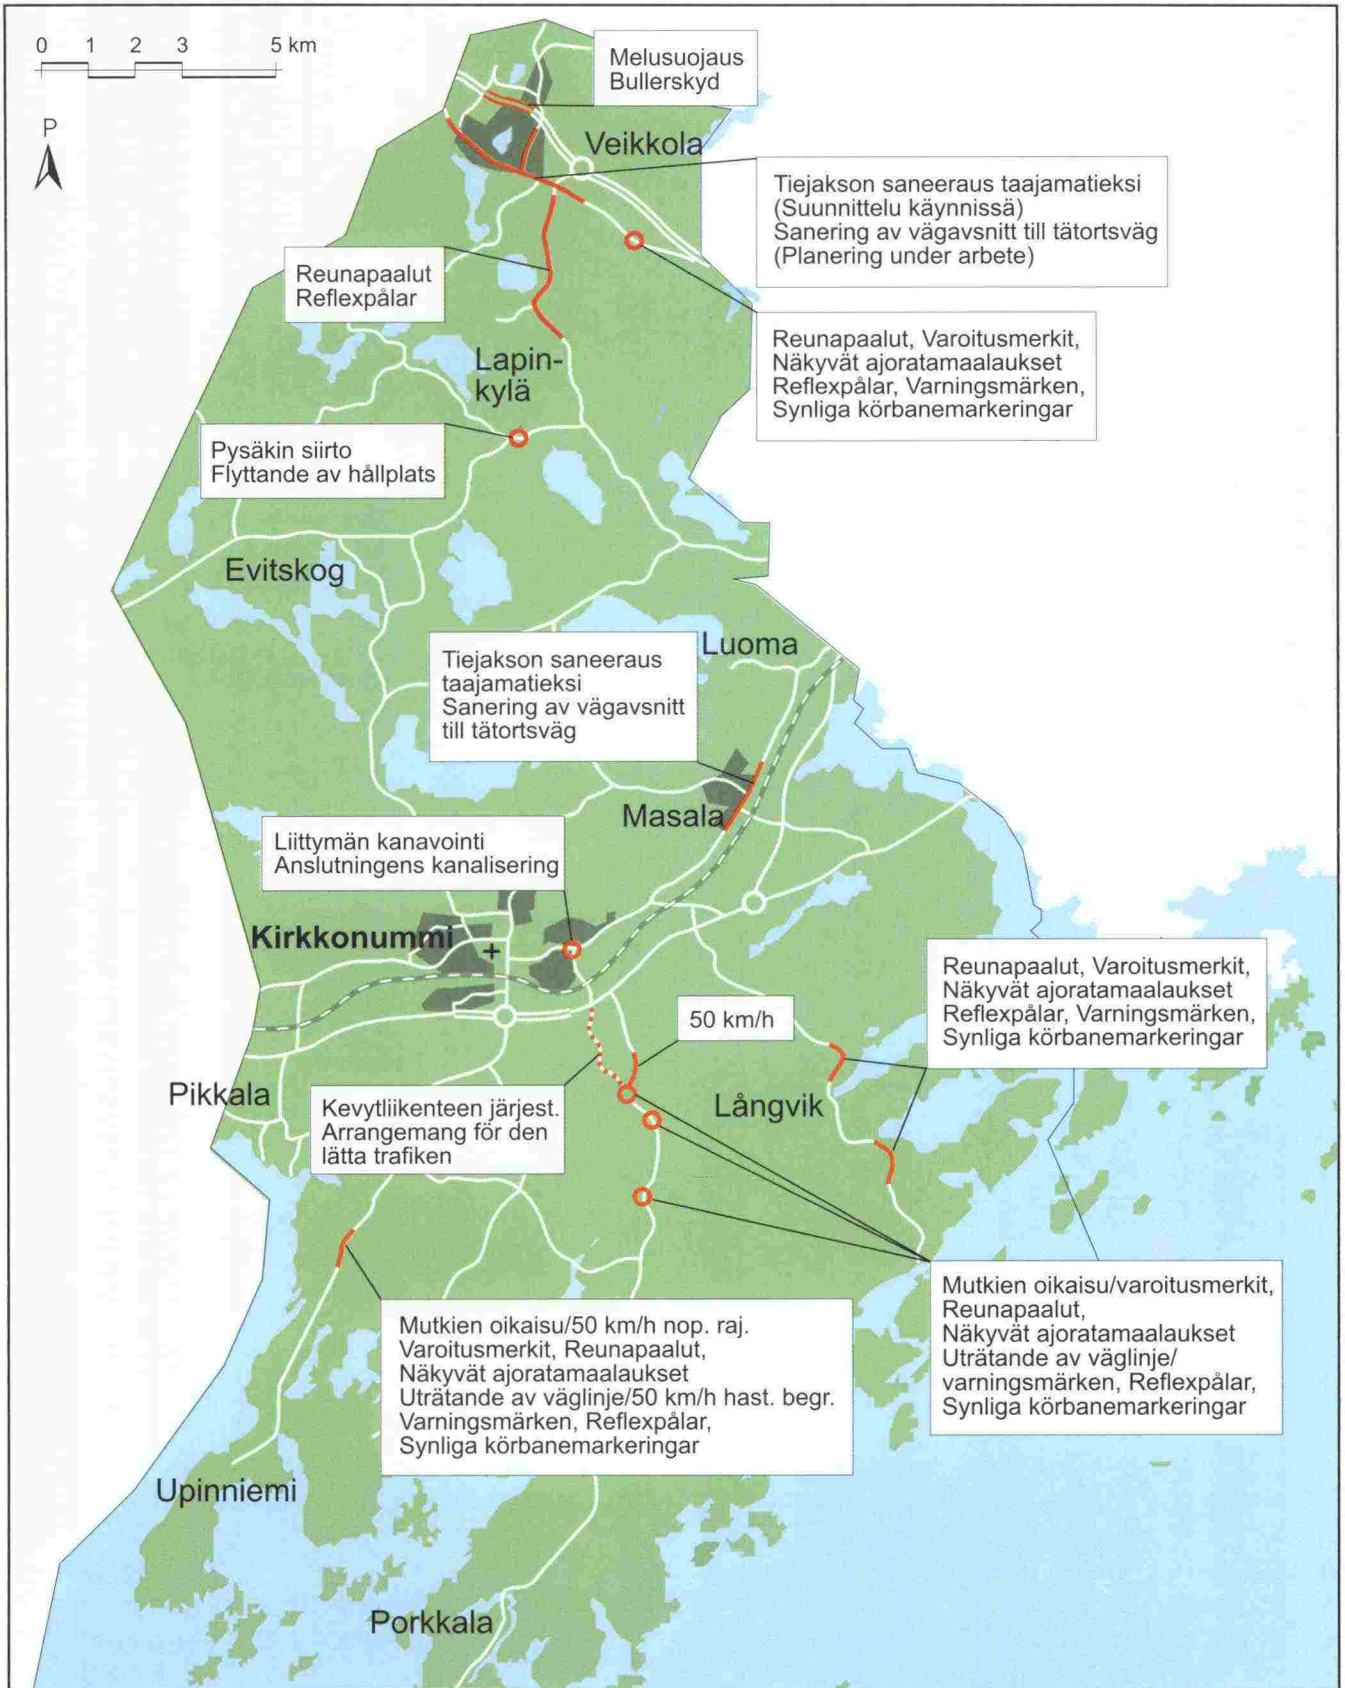 0 1 2 3 5 km
P
Melusuojaus
Bullerskyd
Veikkola
Tiejakson saneeraus taajamatieksi
(Suunnittelu käynnissä)
Sanering av vägavsnitt till tätortsväg
(Planering under arbete)
Reunapaalut
Reflexpålar
Reunapaalut, Varoitusmerkit,
Näkyvät ajoratamaalaukset
Reflexpålar, Varningsmärken,
Synliga körbanemarkeringar
Lapin-
kylä
Pysäkin siirto
Flyttande av hållplats
Evitskog
Luoma
Tiejakson saneeraus
taajamatieksi
Sanering av vägavsnitt
till tätortsväg
Masala
Liittymän kanavointi
Anslutningens kanalisering
Kirkkonummi
Reunapaalut, Varoitusmerkit,
Näkyvät ajoratamaalaukset
Reflexpålar, Varningsmärken,
Synliga körbanemarkeringar
50 km/h
Pikkala
Långvik
Kevytliikenteen järjest.
Arrangemang för den
lätta trafiken
Mutkien oikaisu/varoitusmerkit,
Reunapaalut,
Näkyvät ajoratamaalaukset
Uträtande av väglinje/
varningsmärken, Reflexpålar,
Synliga körbanemarkeringar
Mutkien oikaisu/50 km/h nop. raj.
Varoitusmerkit, Reunapaalut,
Näkyvät ajoratamaalaukset
Uträtande av väglinje/50 km/h hast. begr.
Varningsmärken, Reflexpålar,
Synliga körbanemarkeringar
Upinniemi
Porkkala